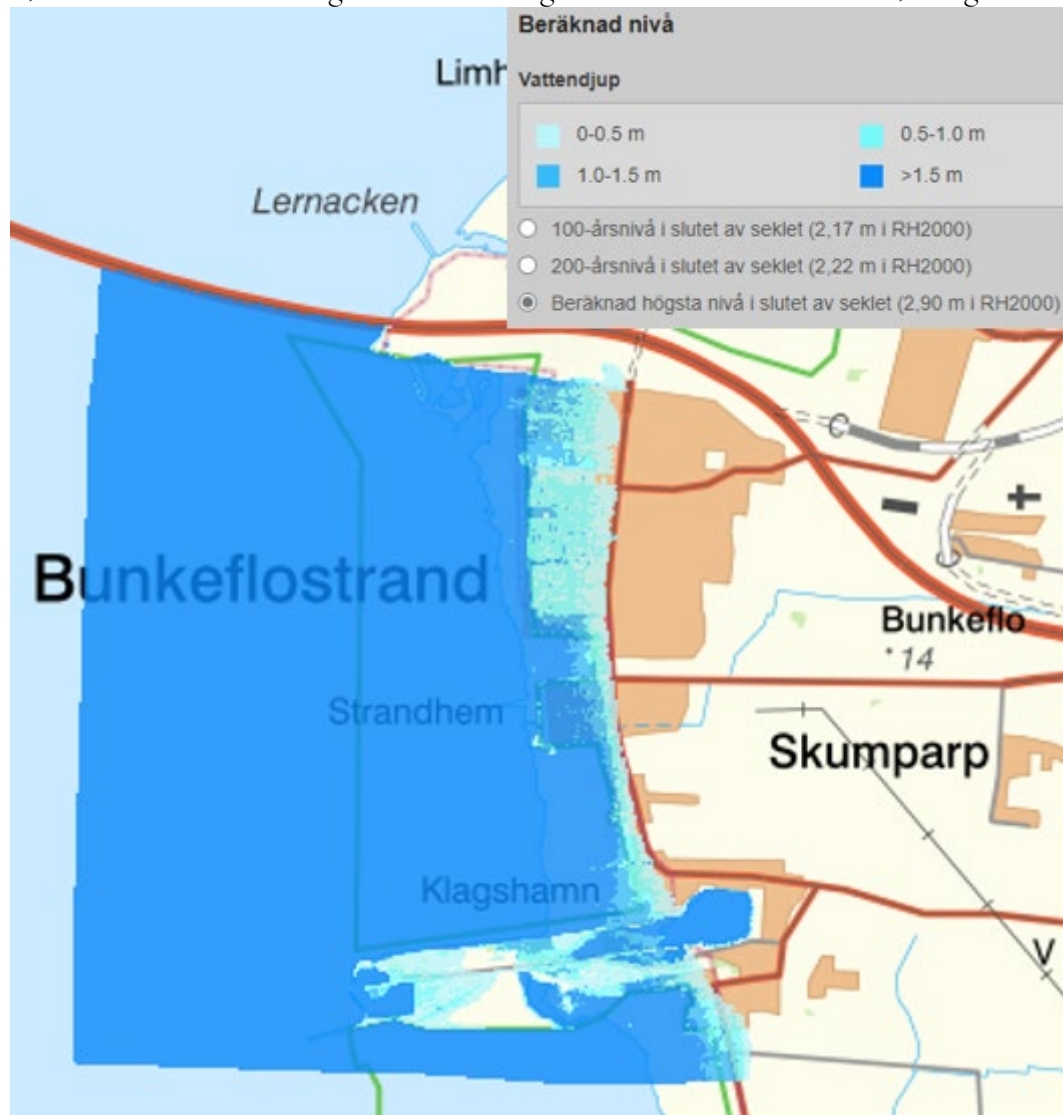 Beräknad nivå
Limh
Vattendjup
0-0.5 m
0.5-1.0 m
1.0-1.5 m
>1.5 m
Lernacken
100-årsnivå i slutet av seklet (2,17 m i RH2000)
200-årsnivå i slutet av seklet (2,22 m i RH2000)
Beräknad högsta nivå i slutet av seklet (2,90 m i RH2000)
Bunkeflostrand
Bunkeflo
14
Strandhem
Skumparp
Klagshamn
V